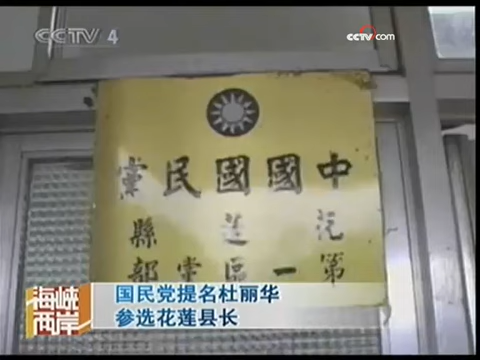 CCTV 4
CCTV.com
中國國民黨
花蓮縣
第一區黨部
海峡
两岸
国民党提名杜丽华
参选花莲县长